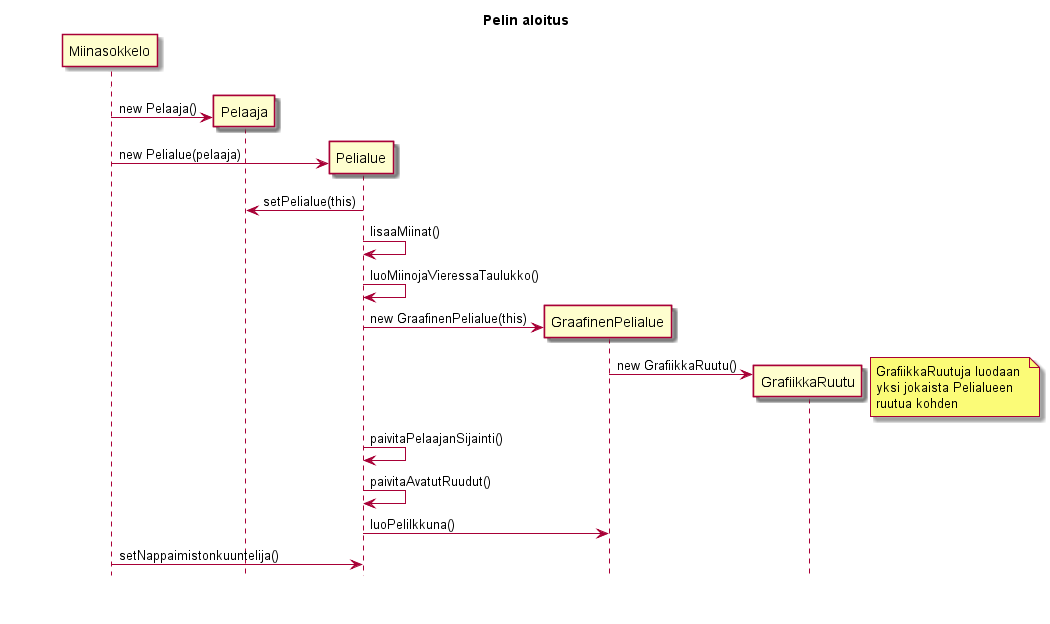 Pelin aloitus
Miinasokkelo
new Pelaaja()
Pelaaja
new Pelialue(pelaaja)
Pelialue
setPelialue(this)
lisaaMiinat()
luoMiinojaVieressaTaulukko()
new GraafinenPelialue(this)
GraafinenPelialue
new GrafiikkaRuutu()
GrafiikkaRuutu
GrafiikkaRuutuja luodaan
yksi jokaista Pelialueen
ruutua kohden
paivitaPelaajanSijainti()
paivitaAvatutRuudut()
luoPeliIkkuna()
setNappaimistonkuuntelija()